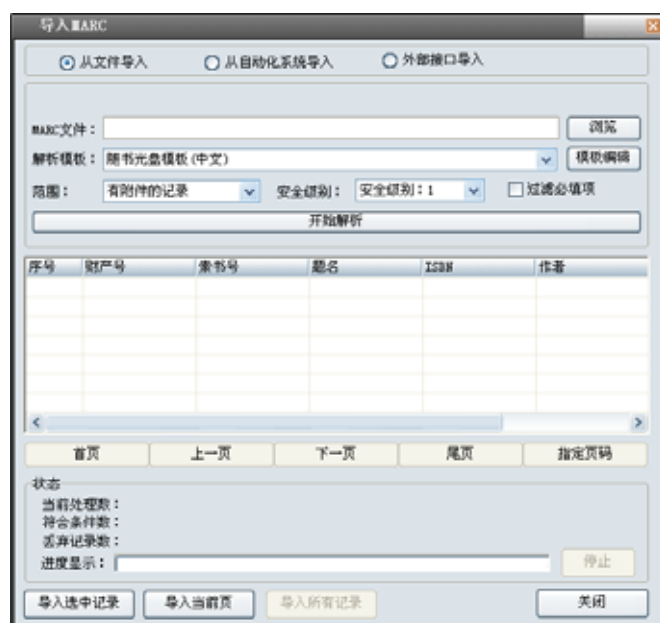 导入MARC
从文件导入 从自动化系统导入 外部接口导入
MARC文件： 浏览
解析模板： 随书光盘模板(中文) 模板编辑
范围： 有附件的记录 安全级别： 安全级别：1 过滤必填项
开始解析
序号 财产号 索书号 题名 ISBN 作者
首页 上一页 下一页 尾页 指定页码
状态
当前处理数：
符合条件数：
丢弃记录数：
进度显示： 停止
导入选中记录 导入当前页 导入所有记录 关闭